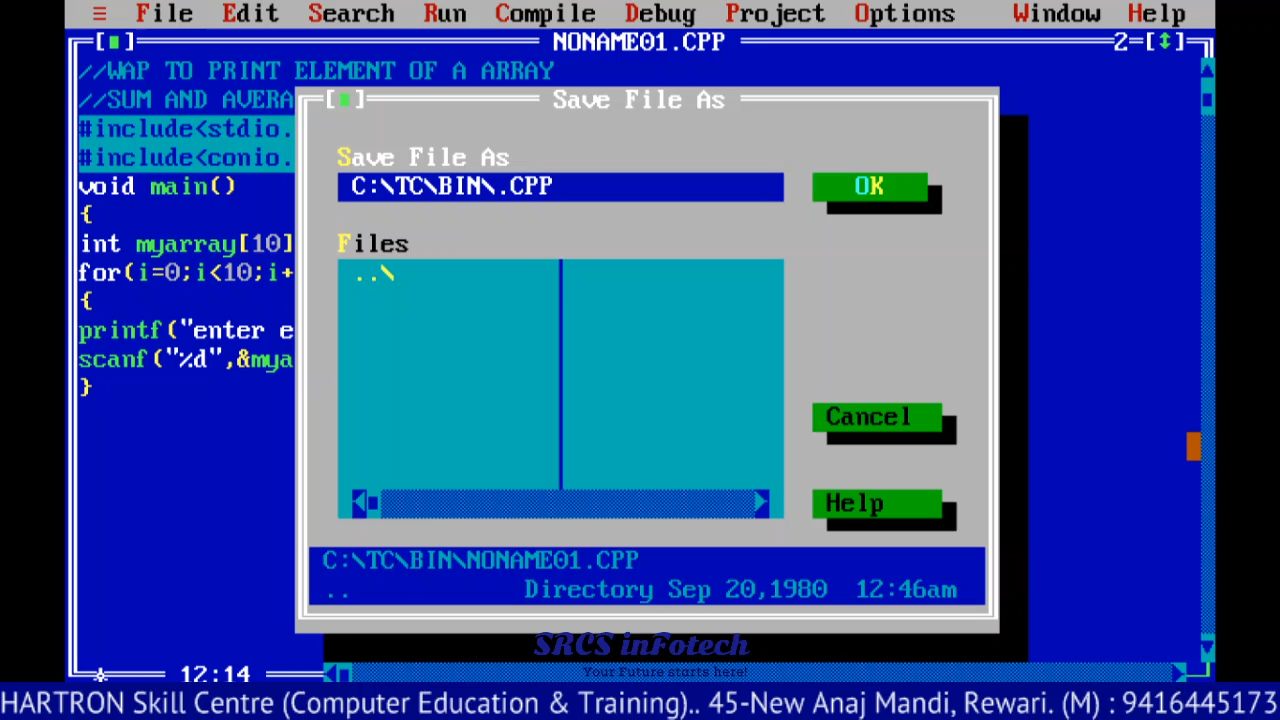 ≡ File Edit Search Run Compile Debug Project Options Window Help
[■] NONAME01.CPP 2=[↕]
//WAP TO PRINT ELEMENT OF A ARRAY
//SUM AND AVERA
#include<stdio.
#include<conio.
void main()
{
int myarray[10]
for(i=0;i<10;i+
{
printf("enter e
scanf("%d",&mya
}
[■] Save File As
Save File As
C:\TC\BIN\.CPP
OK
Files
..\
Cancel
Help
C:\TC\BIN\NONAME01.CPP
.. Directory Sep 20,1980 12:46am
SRCS inFotech
Your Future starts here!
* 12:14
HARTRON Skill Centre (Computer Education & Training).. 45-New Anaj Mandi, Rewari. (M) : 9416445173